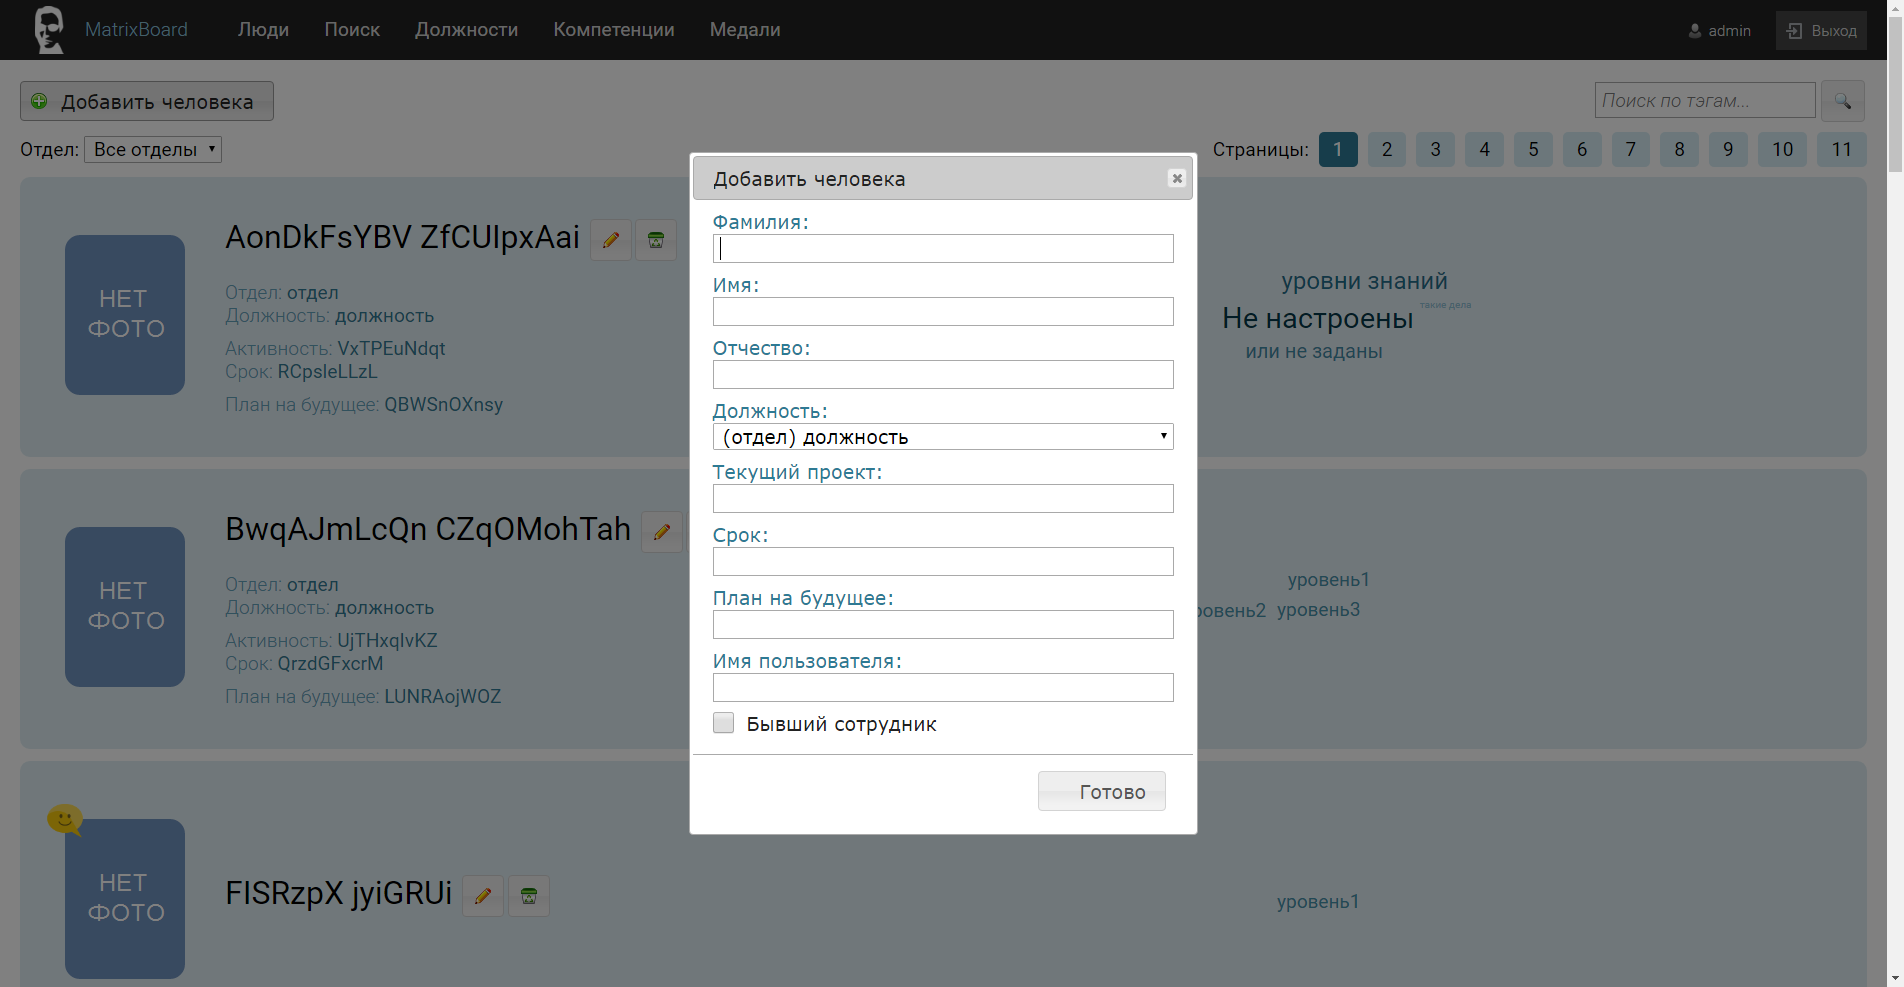 MatrixBoard Люди Поиск Должности Компетенции Медали admin Выход
Добавить человека
Поиск по тэгам...
Отдел: Все отделы
Страницы: 1 2 3 4 5 6 7 8 9 10 11
AonDkFsYBV ZfCUIpxAai
НЕТ
ФОТО
Отдел: отдел
Должность: должность
Активность: VxTPEuNdqt
Срок: RCpsIeLLzL
План на будущее: QBWSnOXnsy
уровни знаний
такие дела
Не настроены
или не заданы
BwqAJmLcQn CZqOMohTah
НЕТ
ФОТО
Отдел: отдел
Должность: должность
Активность: UjTHxqIvKZ
Срок: QrzdGFxcrM
План на будущее: LUNRAojWOZ
уровень1
ровень2 уровень3
НЕТ
ФОТО
FISRzpX jyiGRUi
уровень1
Добавить человека
Фамилия:
Имя:
Отчество:
Должность:
(отдел) должность
Текущий проект:
Срок:
План на будущее:
Имя пользователя:
Бывший сотрудник
Готово